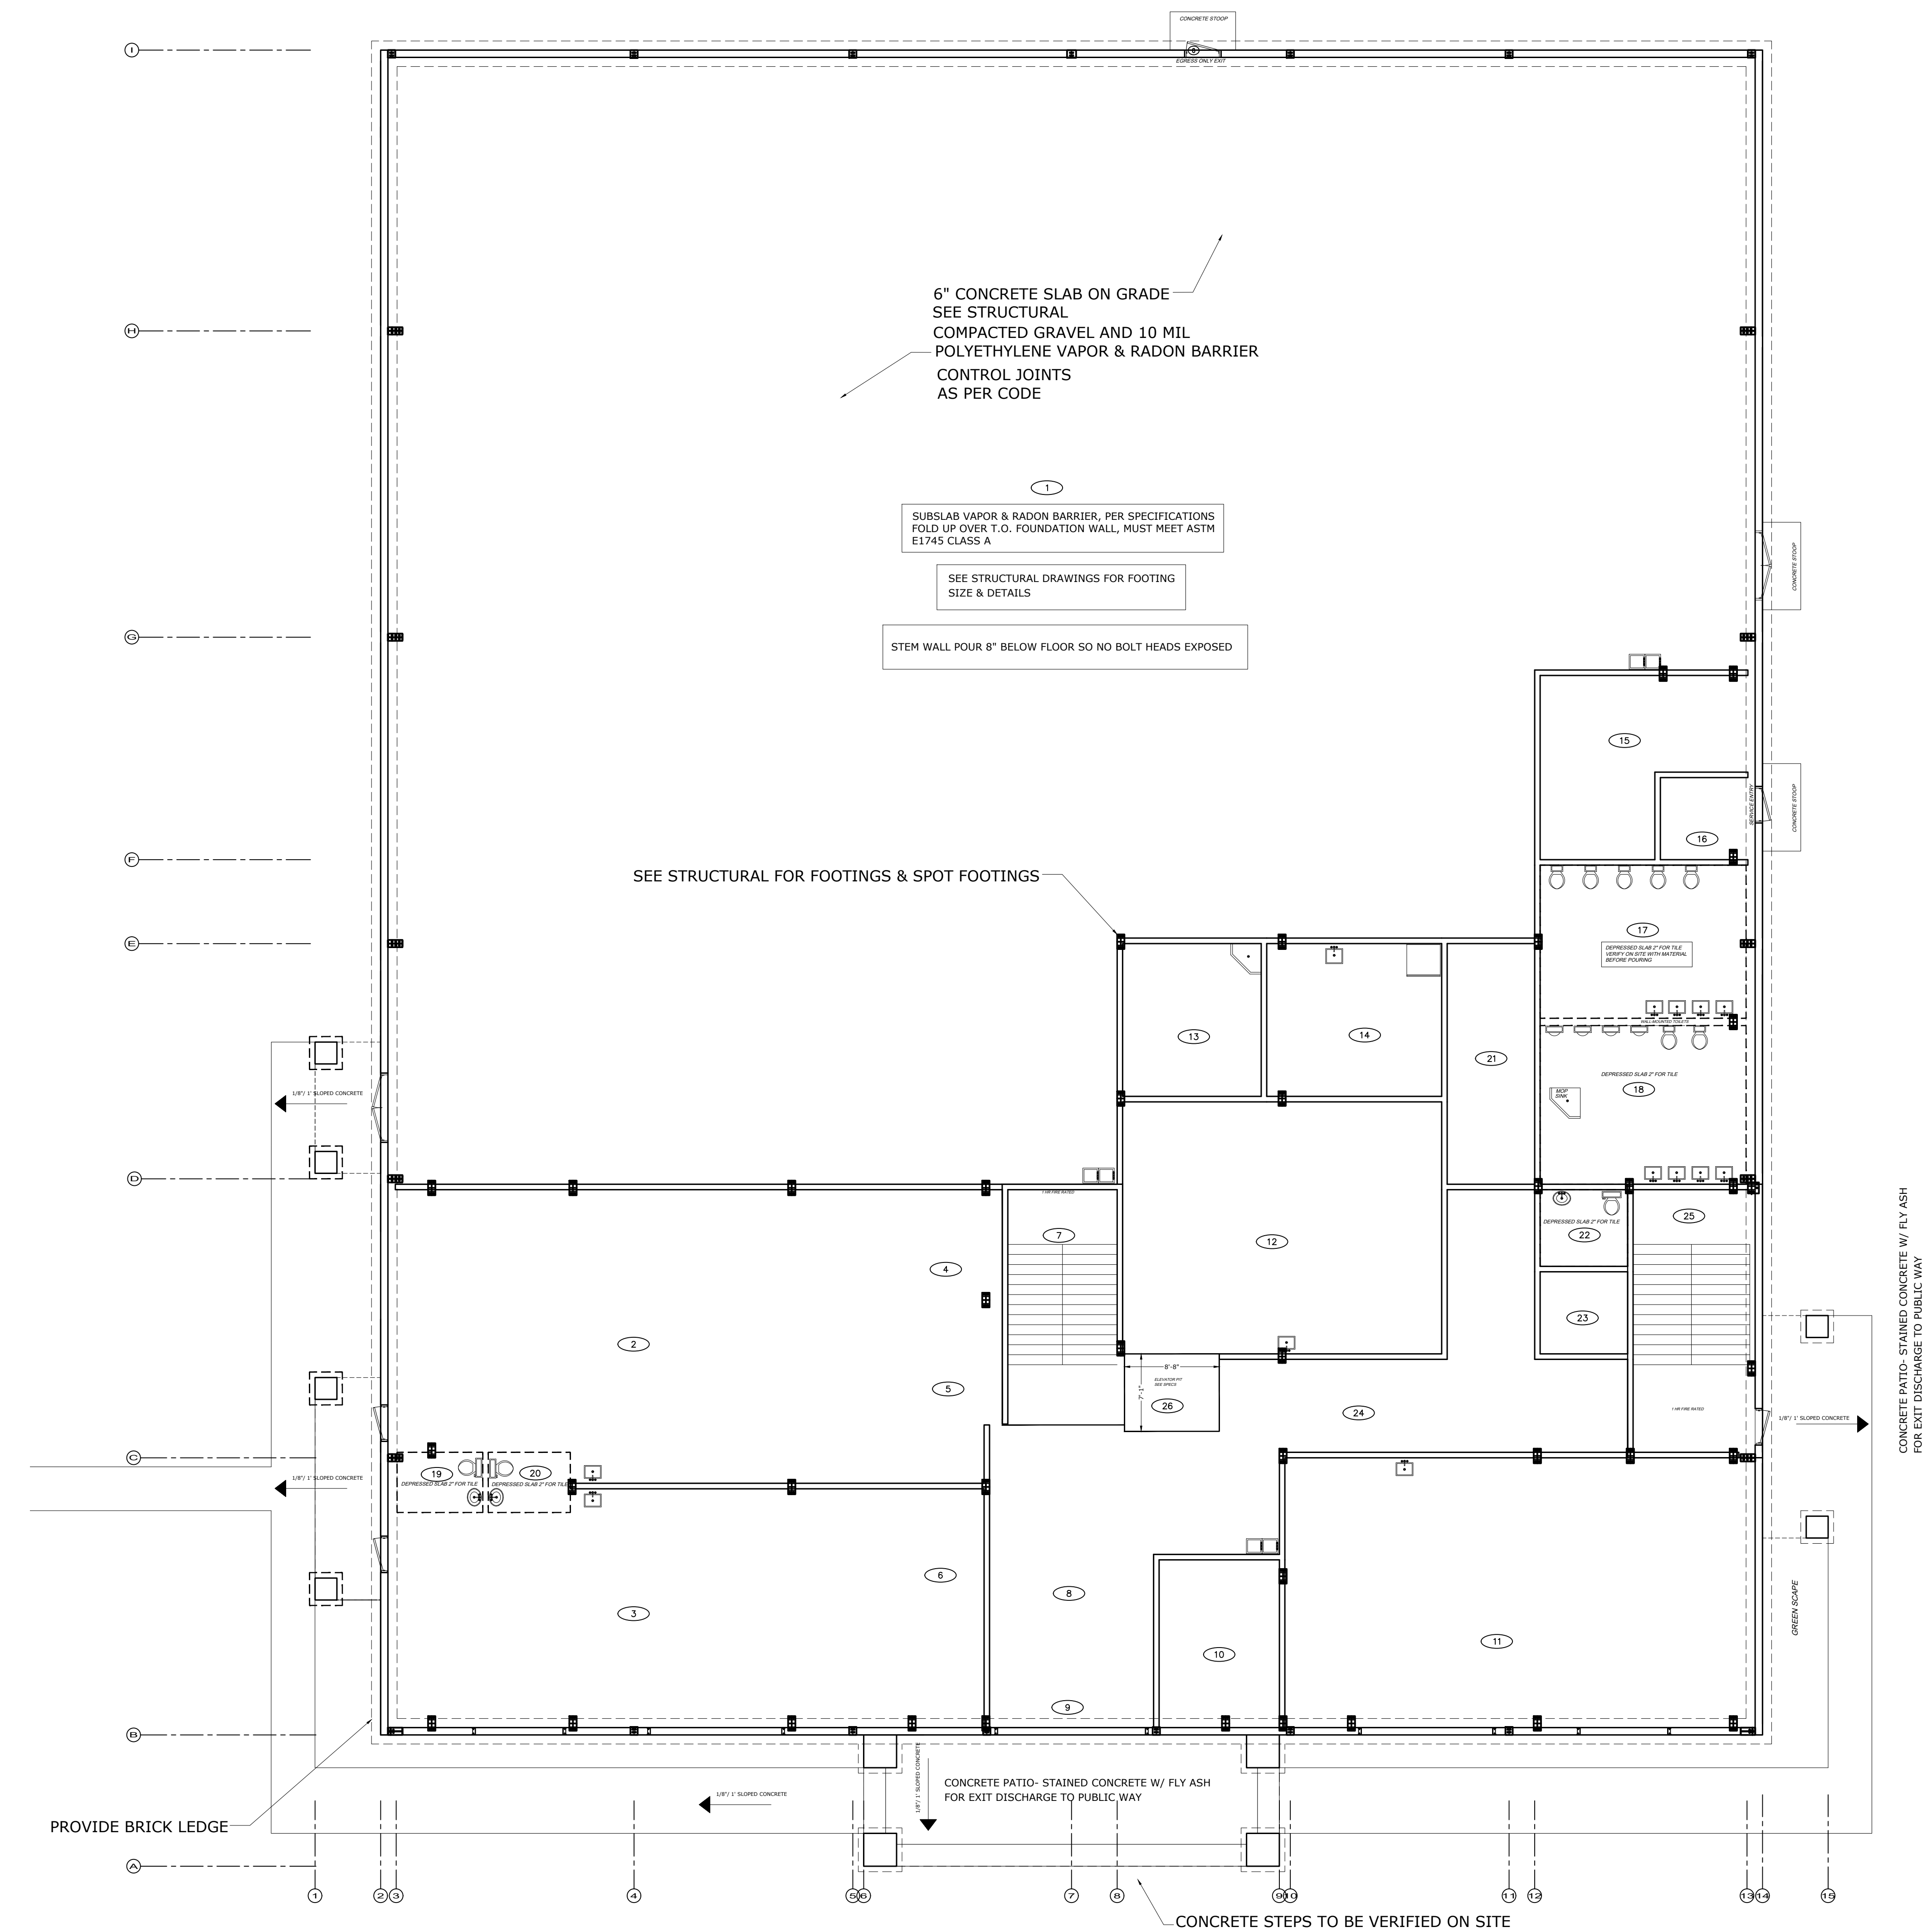 CONCRETE STOOP
I
EGRESS ONLY EXIT
6" CONCRETE SLAB ON GRADE
SEE STRUCTURAL
H
COMPACTED GRAVEL AND 10 MIL
POLYETHYLENE VAPOR & RADON BARRIER
CONTROL JOINTS
AS PER CODE
1
SUBSLAB VAPOR & RADON BARRIER, PER SPECIFICATIONS
FOLD UP OVER T.O. FOUNDATION WALL, MUST MEET ASTM
E1745 CLASS A
CONCRETE STOOP
SEE STRUCTURAL DRAWINGS FOR FOOTING
SIZE & DETAILS
G
STEM WALL POUR 8" BELOW FLOOR SO NO BOLT HEADS EXPOSED
15
SERVICE ENTRY
CONCRETE STOOP
16
F
SEE STRUCTURAL FOR FOOTINGS & SPOT FOOTINGS
17
E
DEPRESSED SLAB 2" FOR TILE
VERIFY ON SITE WITH MATERIAL
BEFORE POURING
WALL-MOUNTED TOILETS
13
14
21
DEPRESSED SLAB 2" FOR TILE
18
MOP
SINK
1/8"/ 1' SLOPED CONCRETE
D
1 HR FIRE RATED
25
DEPRESSED SLAB 2" FOR TILE
22
7
12
4
2
23
8'-8"
7'-1"
ELEVATOR PIT
SEE SPECS
26
5
24
1 HR FIRE RATED
1/8"/ 1' SLOPED CONCRETE
CONCRETE PATIO- STAINED CONCRETE W/ FLY ASH
FOR EXIT DISCHARGE TO PUBLIC WAY
C
1/8"/ 1' SLOPED CONCRETE
19
20
DEPRESSED SLAB 2" FOR TILE
DEPRESSED SLAB 2" FOR TILE
6
8
3
GREEN SCAPE
11
10
9
B
1/8"/ 1' SLOPED CONCRETE
CONCRETE PATIO- STAINED CONCRETE W/ FLY ASH
FOR EXIT DISCHARGE TO PUBLIC WAY
1/8"/ 1' SLOPED CONCRETE
PROVIDE BRICK LEDGE
A
1 2 3 4 5 6 7 8 9 10 11 12 13 14 15
CONCRETE STEPS TO BE VERIFIED ON SITE